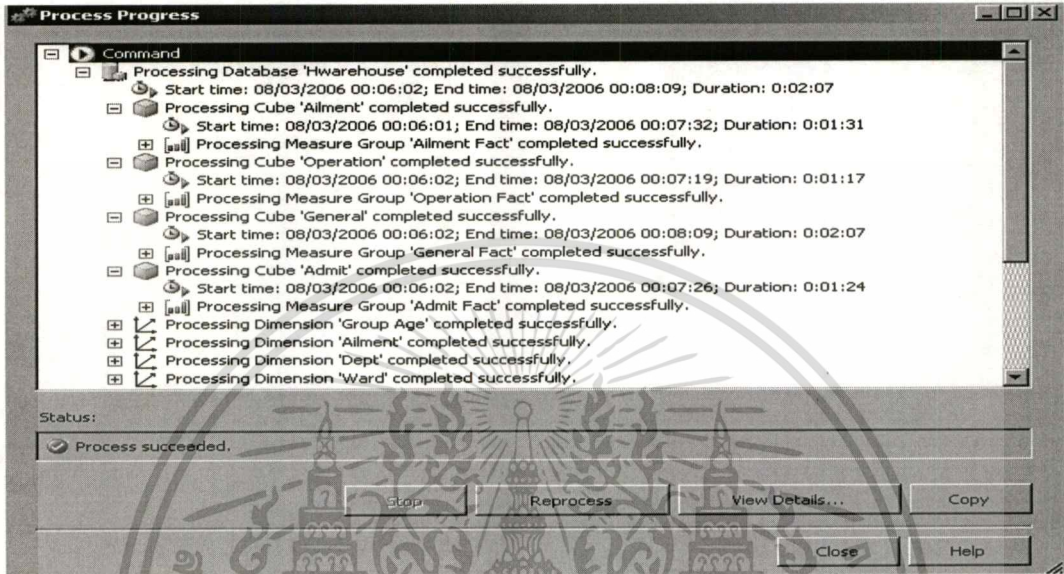 Process Progress
Command
Processing Database 'Hwarehouse' completed successfully.
Start time: 08/03/2006 00:06:02; End time: 08/03/2006 00:08:09; Duration: 0:02:07
Processing Cube 'Ailment' completed successfully.
Start time: 08/03/2006 00:06:01; End time: 08/03/2006 00:07:32; Duration: 0:01:31
Processing Measure Group 'Ailment Fact' completed successfully.
Processing Cube 'Operation' completed successfully.
Start time: 08/03/2006 00:06:02; End time: 08/03/2006 00:07:19; Duration: 0:01:17
Processing Measure Group 'Operation Fact' completed successfully.
Processing Cube 'General' completed successfully.
Start time: 08/03/2006 00:06:02; End time: 08/03/2006 00:08:09; Duration: 0:02:07
Processing Measure Group 'General Fact' completed successfully.
Processing Cube 'Admit' completed successfully.
Start time: 08/03/2006 00:06:02; End time: 08/03/2006 00:07:26; Duration: 0:01:24
Processing Measure Group 'Admit Fact' completed successfully.
Processing Dimension 'Group Age' completed successfully.
Processing Dimension 'Ailment' completed successfully.
Processing Dimension 'Dept' completed successfully.
Processing Dimension 'Ward' completed successfully.
Status:
Process succeeded.
Stop Reprocess View Details... Copy
Close Help